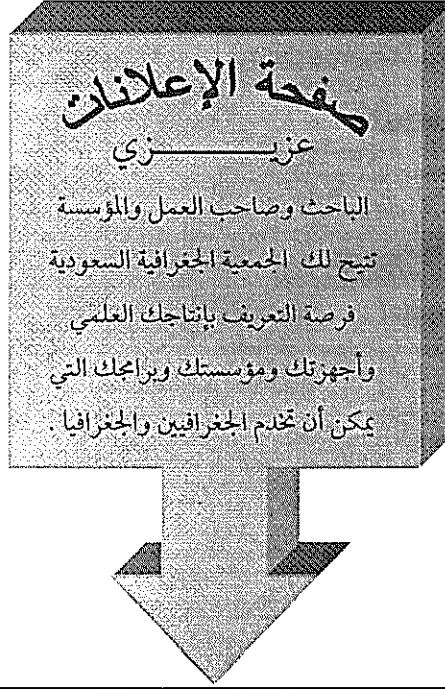 صفحة الإعلانات
عزيـــــــــزي
الباحث وصاحب العمل والمؤسسة
تتيح لك الجمعية الجغرافية السعودية
فرصة التعريف بإنتاجك العلمي
وأجهزتك ومؤسستك وبرامجك التي
يمكن أن تخدم الجغرافيين والجغرافيا .